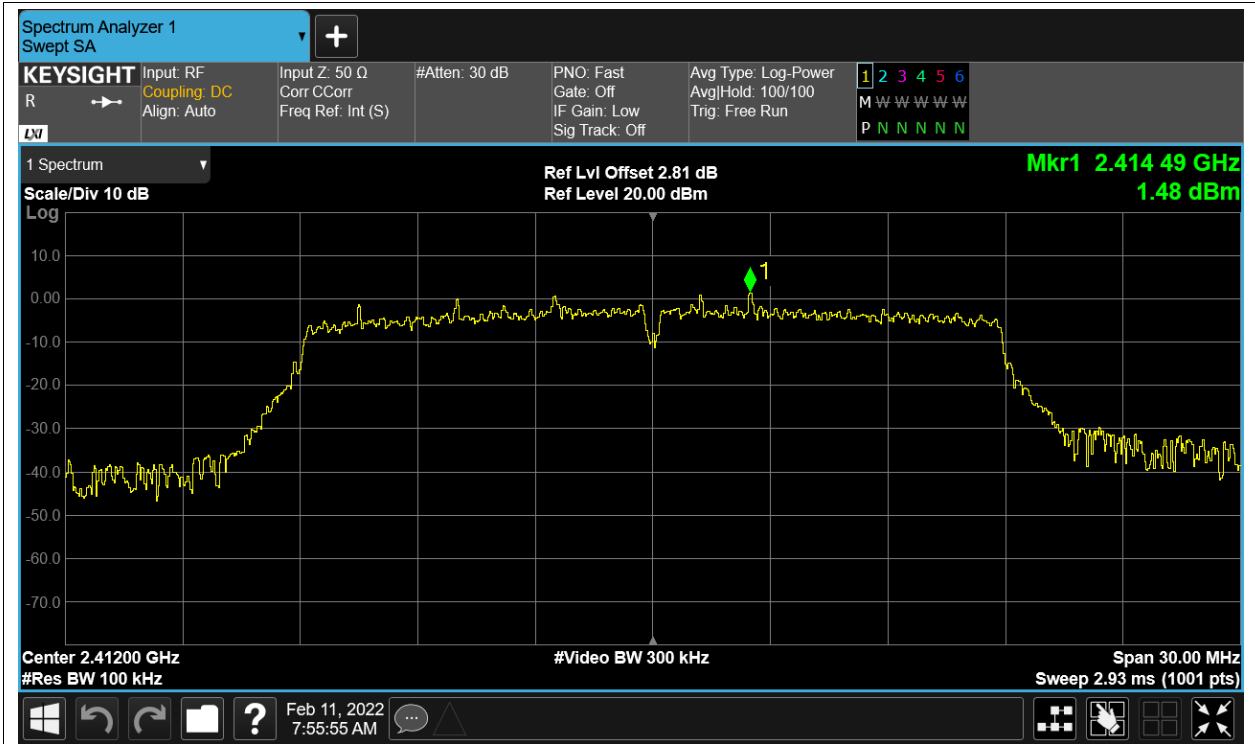 Spectrum Analyzer 1
Swept SA
KEYSIGHT
R
LXI
Input: RF
Coupling: DC
Align: Auto
Input Z: 50 Ω
Corr CCorr
Freq Ref: Int (S)
#Atten: 30 dB
PNO: Fast
Gate: Off
IF Gain: Low
Sig Track: Off
Avg Type: Log-Power
Avg|Hold: 100/100
Trig: Free Run
1 2 3 4 5 6
M W W W W W
P N N N N N
1 Spectrum
Scale/Div 10 dB
Log
Ref Lvl Offset 2.81 dB
Ref Level 20.00 dBm
Mkr1 2.414 49 GHz
1.48 dBm
1
10.0
0.00
-10.0
-20.0
-30.0
-40.0
-50.0
-60.0
-70.0
Center 2.41200 GHz
#Res BW 100 kHz
#Video BW 300 kHz
Span 30.00 MHz
Sweep 2.93 ms (1001 pts)
?
Feb 11, 2022
7:55:55 AM